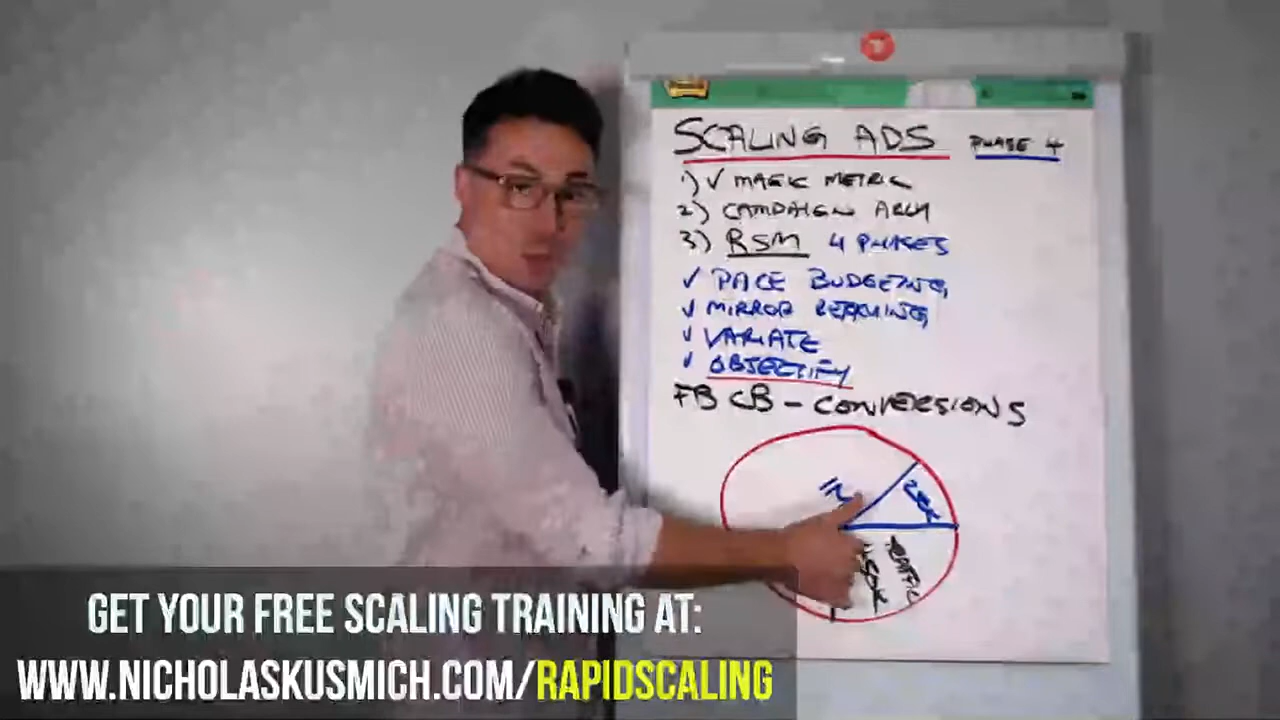 SCALING ADS PHASE 4
1) ✓ MAGIC METRIC
2) CAMPAIGN ARCH
3) RSM 4 PHASES
✓ PACE BUDGETING
✓ MIRROR
✓ VARIATE
✓ OBJECTIFY
FB CB - CONVERSIONS
TRAFFIC
GET YOUR FREE SCALING TRAINING AT:
WWW.NICHOLASKUSMICH.COM/RAPIDSCALING